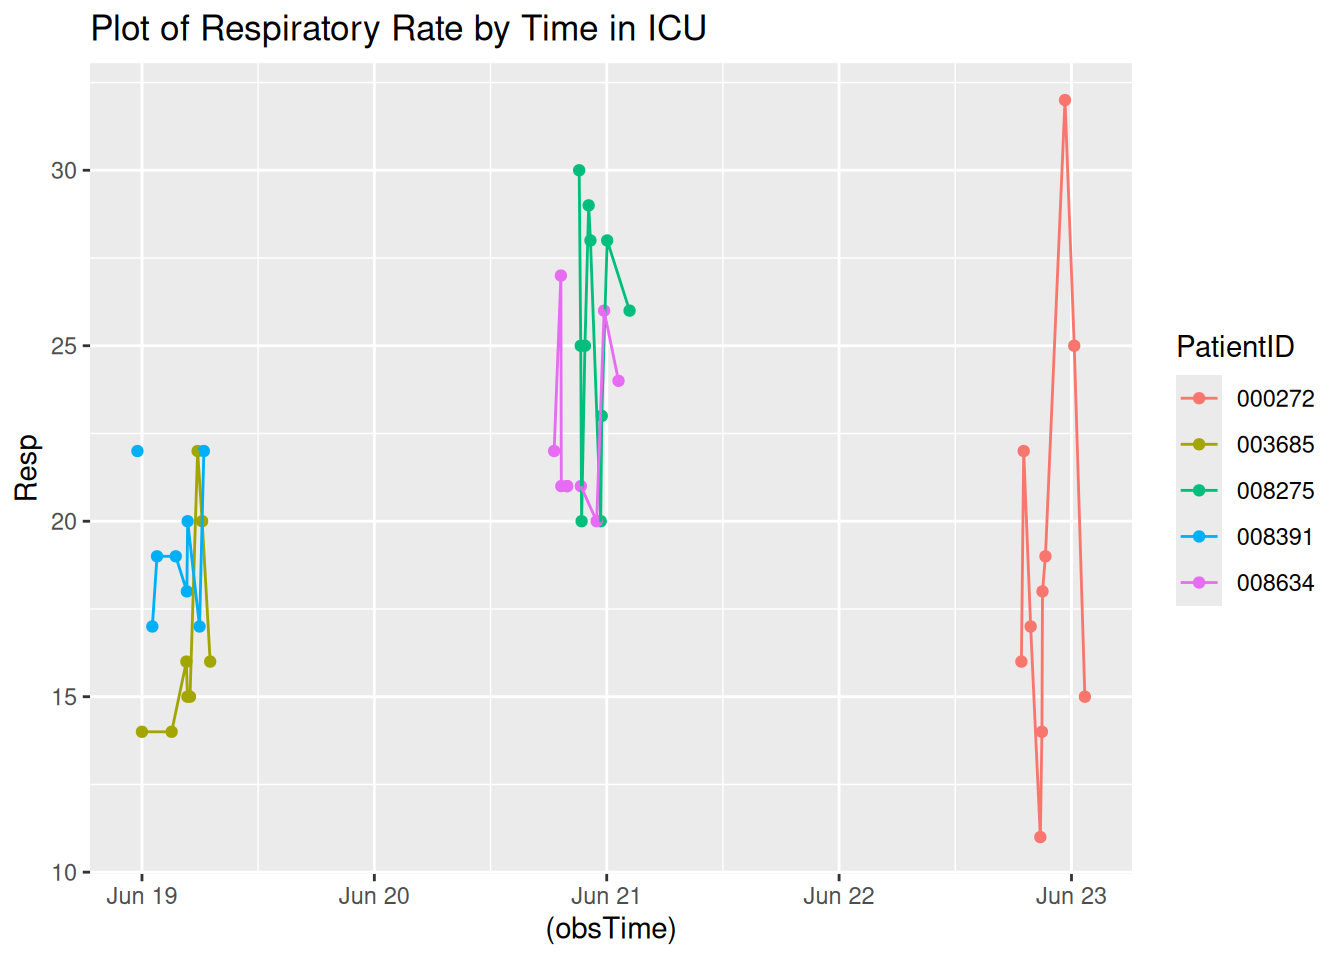 Plot of Respiratory Rate by Time in ICU
Resp
30
25
20
15
10
Jun 19 Jun 20 Jun 21 Jun 22 Jun 23
(obsTime)
PatientID
000272
003685
008275
008391
008634